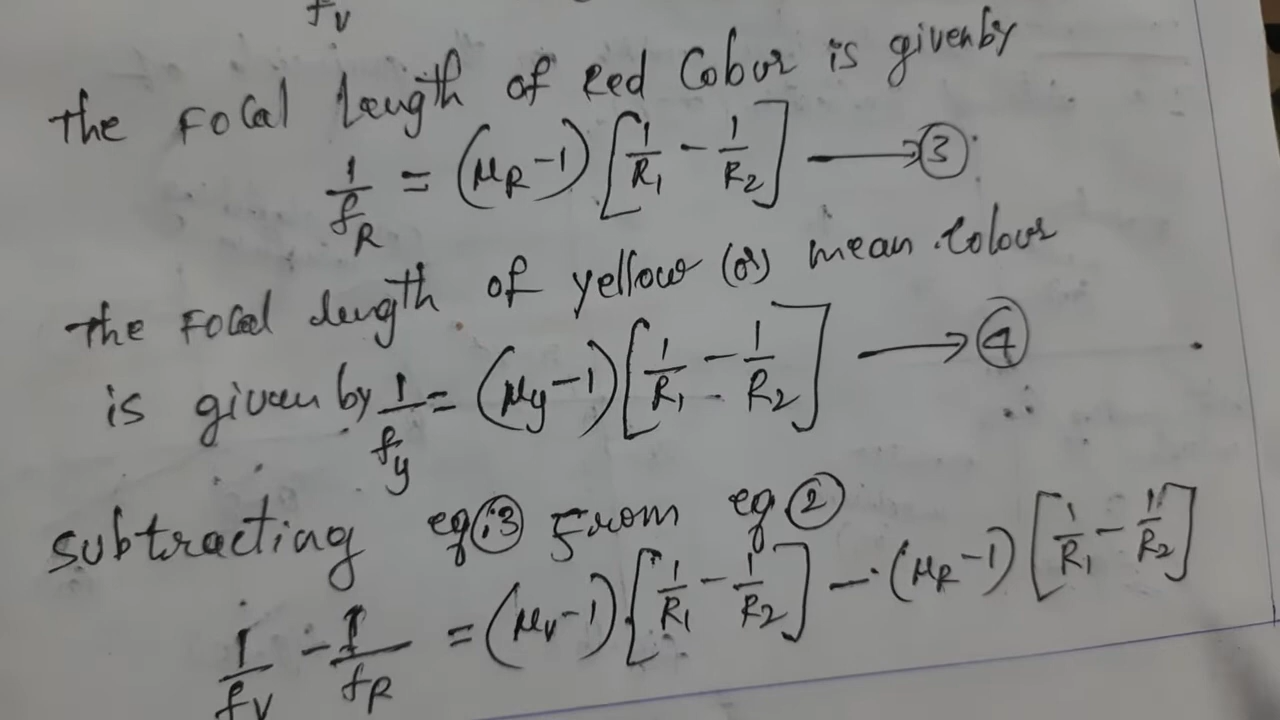 fv
the focal length of Red Colour is given by
1/fR = (μR-1) [1/R1 - 1/R2] → ③
the focal length of yellow (or) mean colour
is given by 1/fy = (μy-1) [1/R1 - 1/R2] → ④
subtracting eq.③ from eq ②
1/fv - 1/fR = (μv-1) [1/R1 - 1/R2] - (μR-1) [1/R1 - 1/R2]